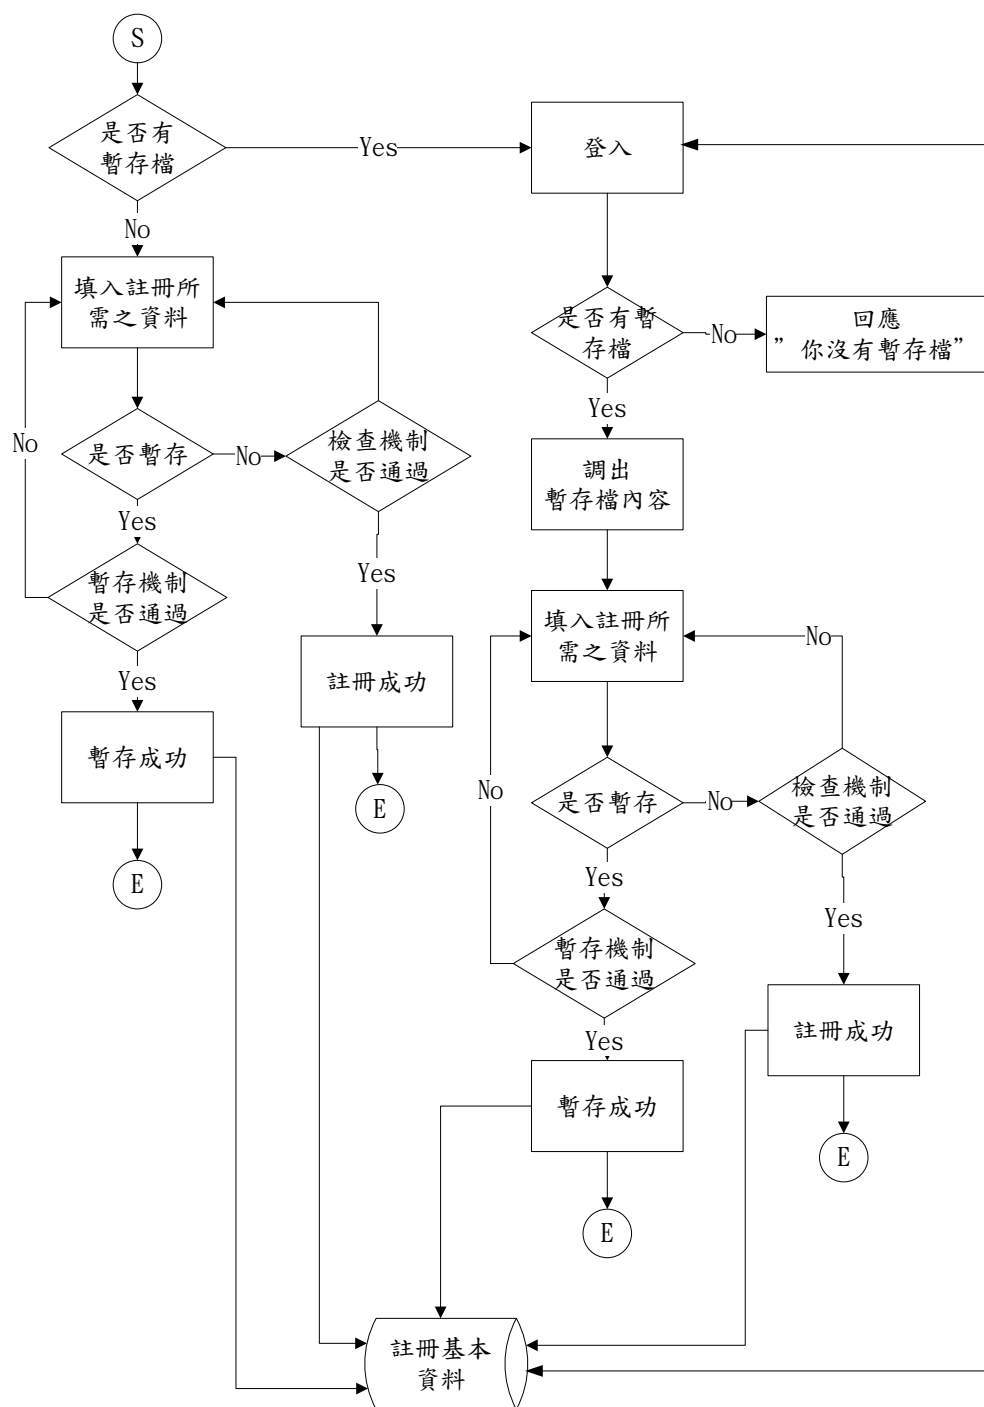 S
是否有
暫存檔
Yes
登入
No
填入註冊所
需之資料
是否有暫
存檔
No
回應
”你沒有暫存檔”
Yes
No
是否暫存
No
檢查機制
是否通過
調出
暫存檔內容
Yes
暫存機制
是否通過
Yes
填入註冊所
需之資料
No
Yes
註冊成功
暫存成功
No
是否暫存
No
檢查機制
是否通過
E
E
Yes
暫存機制
是否通過
Yes
註冊成功
Yes
暫存成功
E
E
註冊基本
資料